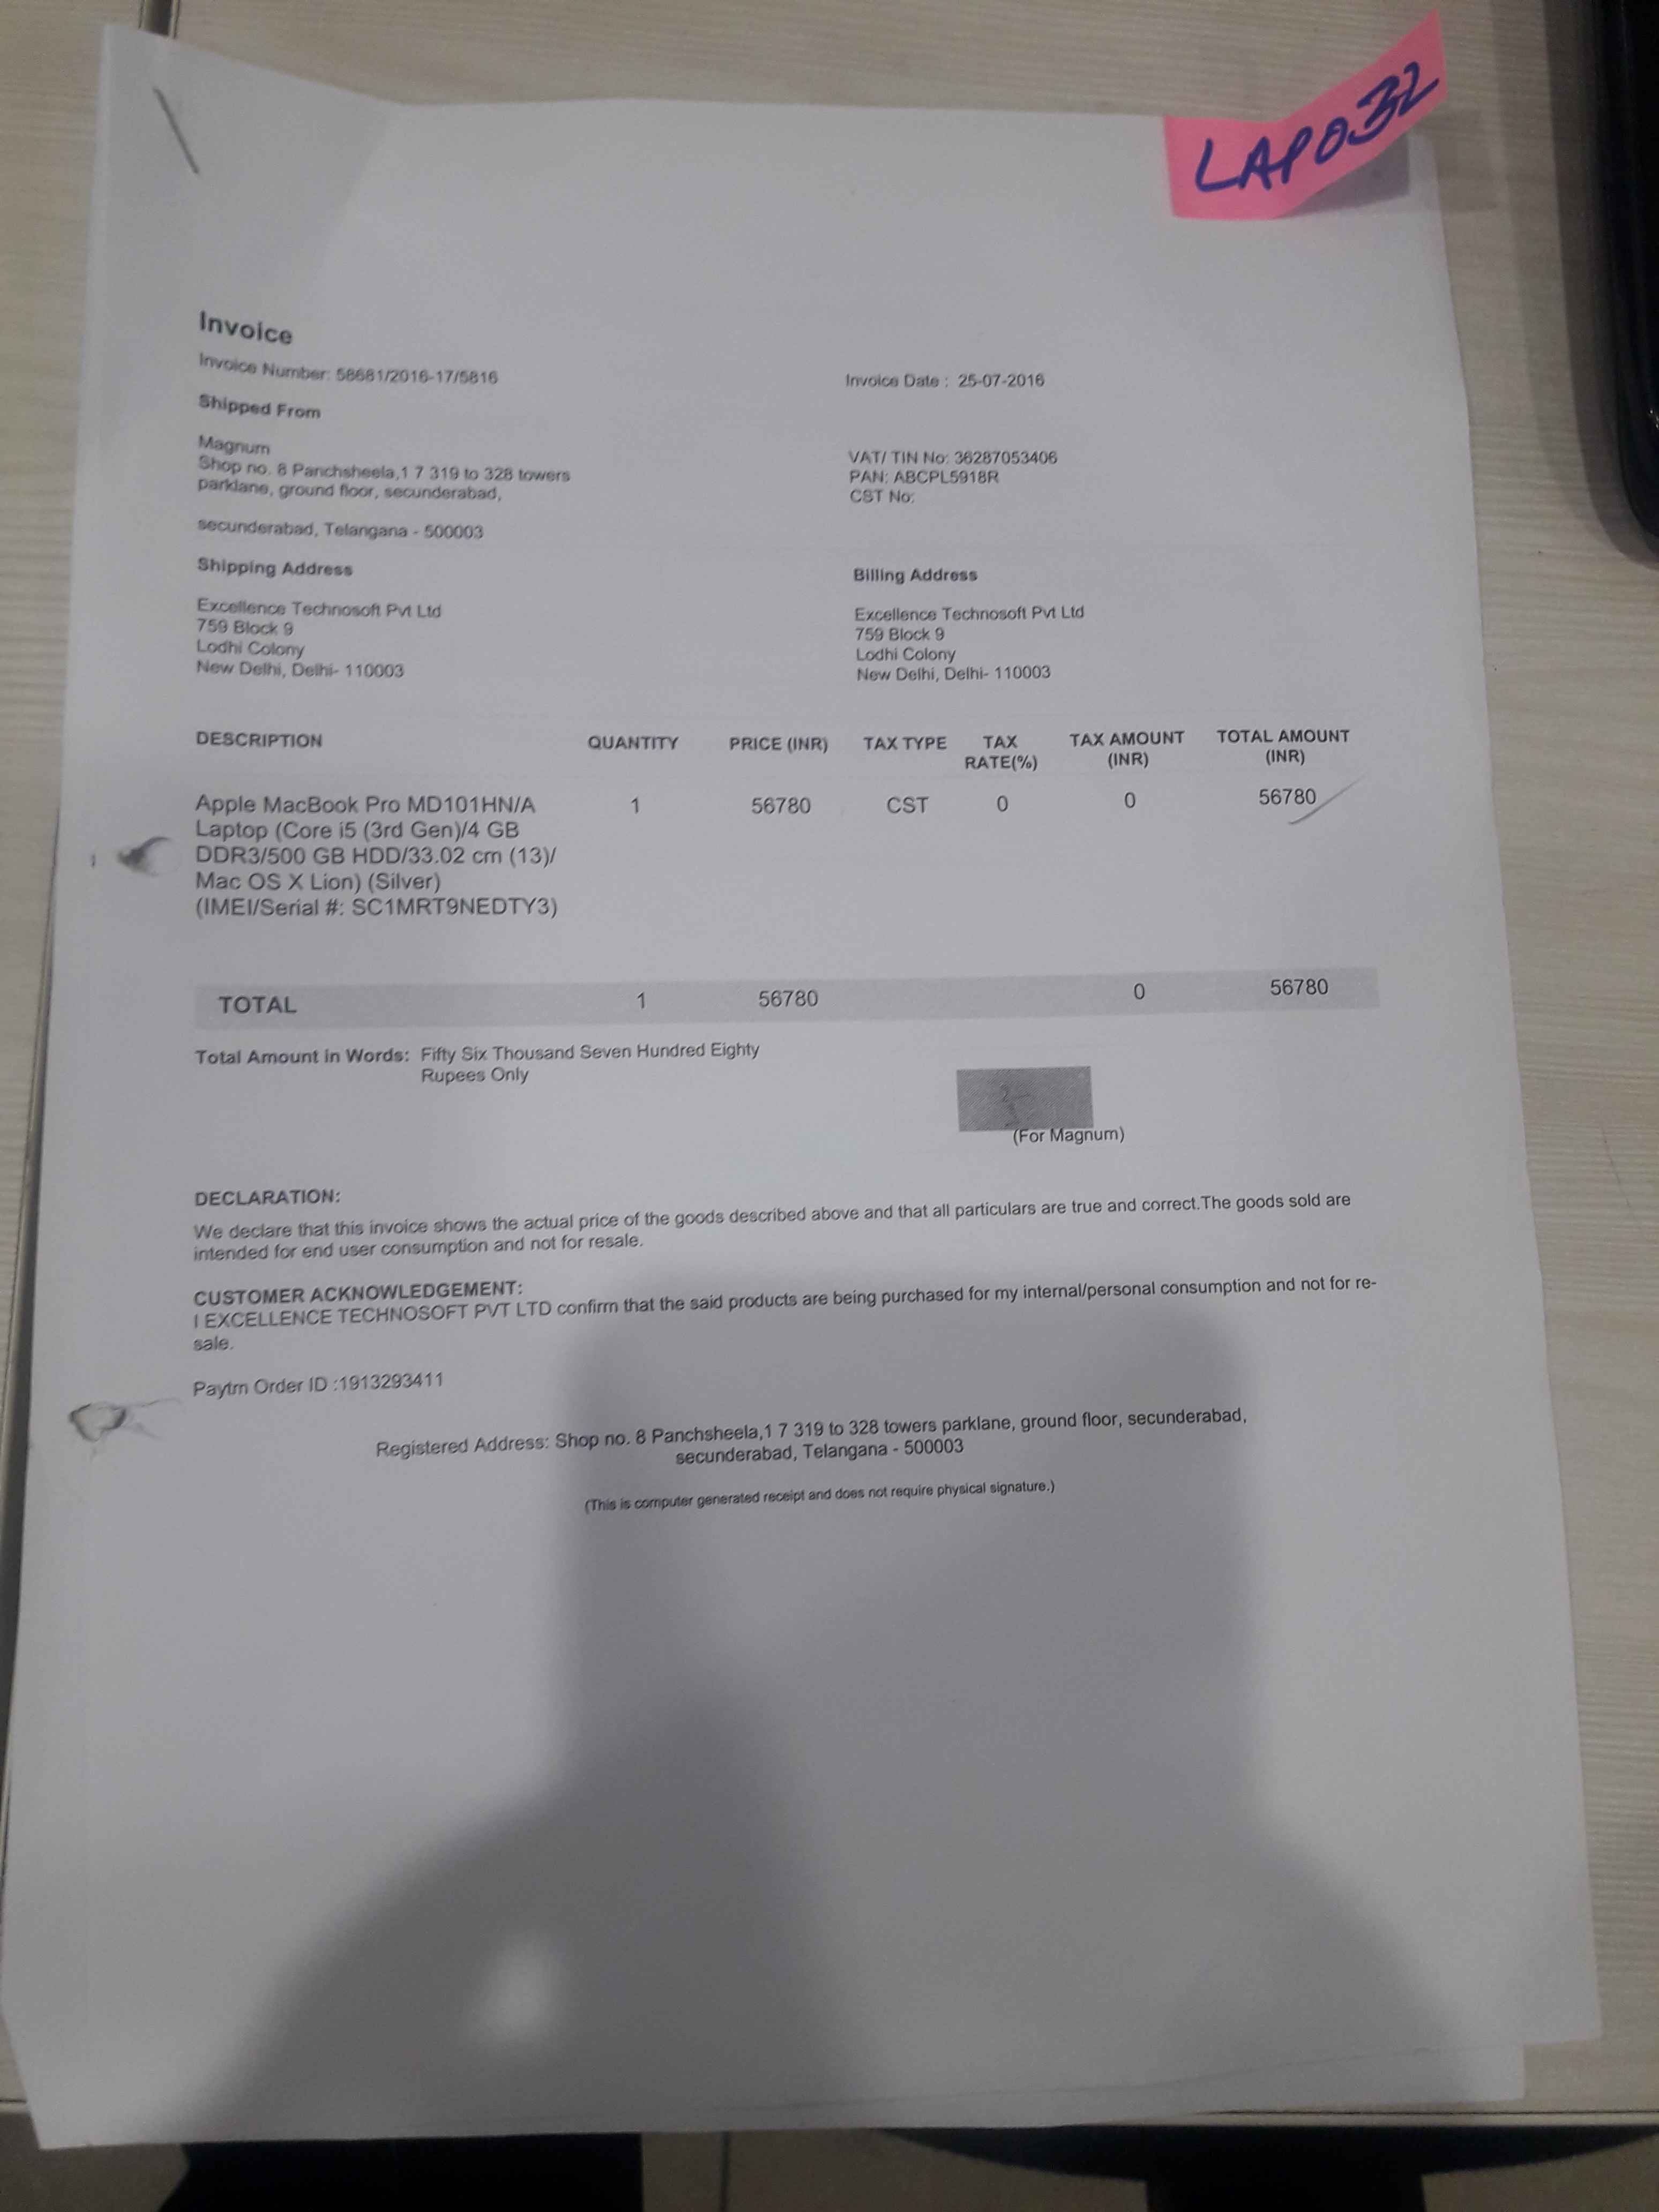 LAP032
Invoice
Invoice Number: 58681/2016-17/5816
Invoice Date : 25-07-2016
Shipped From
Magnum
Shop no. 8 Panchsheela,1 7 319 to 328 towers
parklane, ground floor, secunderabad,
secunderabad, Telangana - 500003
VAT/ TIN No: 36287053406
PAN: ABCPL5918R
CST No:
Shipping Address
Excellence Technosoft Pvt Ltd
759 Block 9
Lodhi Colony
New Delhi, Delhi- 110003
Billing Address
Excellence Technosoft Pvt Ltd
759 Block 9
Lodhi Colony
New Delhi, Delhi- 110003
DESCRIPTION QUANTITY PRICE (INR) TAX TYPE TAX TAX AMOUNT TOTAL AMOUNT
RATE(%) (INR) (INR)
Apple MacBook Pro MD101HN/A 1 56780 CST 0 0 56780
Laptop (Core i5 (3rd Gen)/4 GB
DDR3/500 GB HDD/33.02 cm (13)/
Mac OS X Lion) (Silver)
(IMEI/Serial #: SC1MRT9NEDTY3)
TOTAL 1 56780 0 56780
Total Amount in Words: Fifty Six Thousand Seven Hundred Eighty
Rupees Only
(For Magnum)
DECLARATION:
We declare that this invoice shows the actual price of the goods described above and that all particulars are true and correct.The goods sold are
intended for end user consumption and not for resale.
CUSTOMER ACKNOWLEDGEMENT:
I EXCELLENCE TECHNOSOFT PVT LTD confirm that the said products are being purchased for my internal/personal consumption and not for re-
sale.
Paytm Order ID :1913293411
Registered Address: Shop no. 8 Panchsheela,1 7 319 to 328 towers parklane, ground floor, secunderabad,
secunderabad, Telangana - 500003
(This is computer generated receipt and does not require physical signature.)